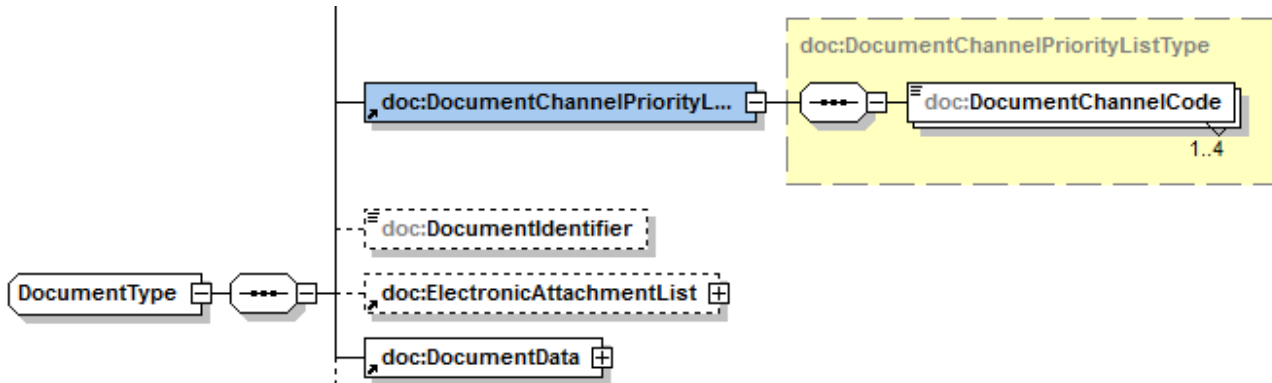 doc:DocumentChannelPriorityListType
doc:DocumentChannelPriorityL...
doc:DocumentChannelCode
1..4
doc:DocumentIdentifier
DocumentType
doc:ElectronicAttachmentList
doc:DocumentData